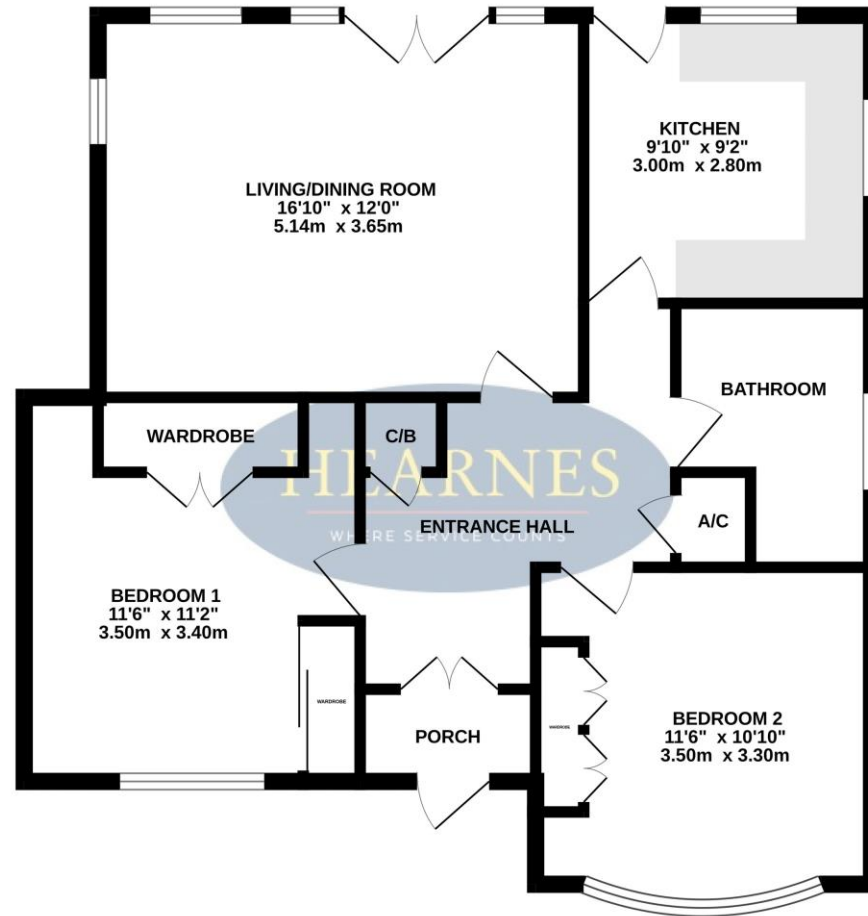 LIVING/DINING ROOM
16'10" x 12'0"
5.14m x 3.65m
KITCHEN
9'10" x 9'2"
3.00m x 2.80m
BATHROOM
WARDROBE
C/B
HEARNES
WHERE SERVICE COUNTS
ENTRANCE HALL
A/C
BEDROOM 1
11'6" x 11'2"
3.50m x 3.40m
WARDROBE
PORCH
WARDROBE
BEDROOM 2
11'6" x 10'10"
3.50m x 3.30m